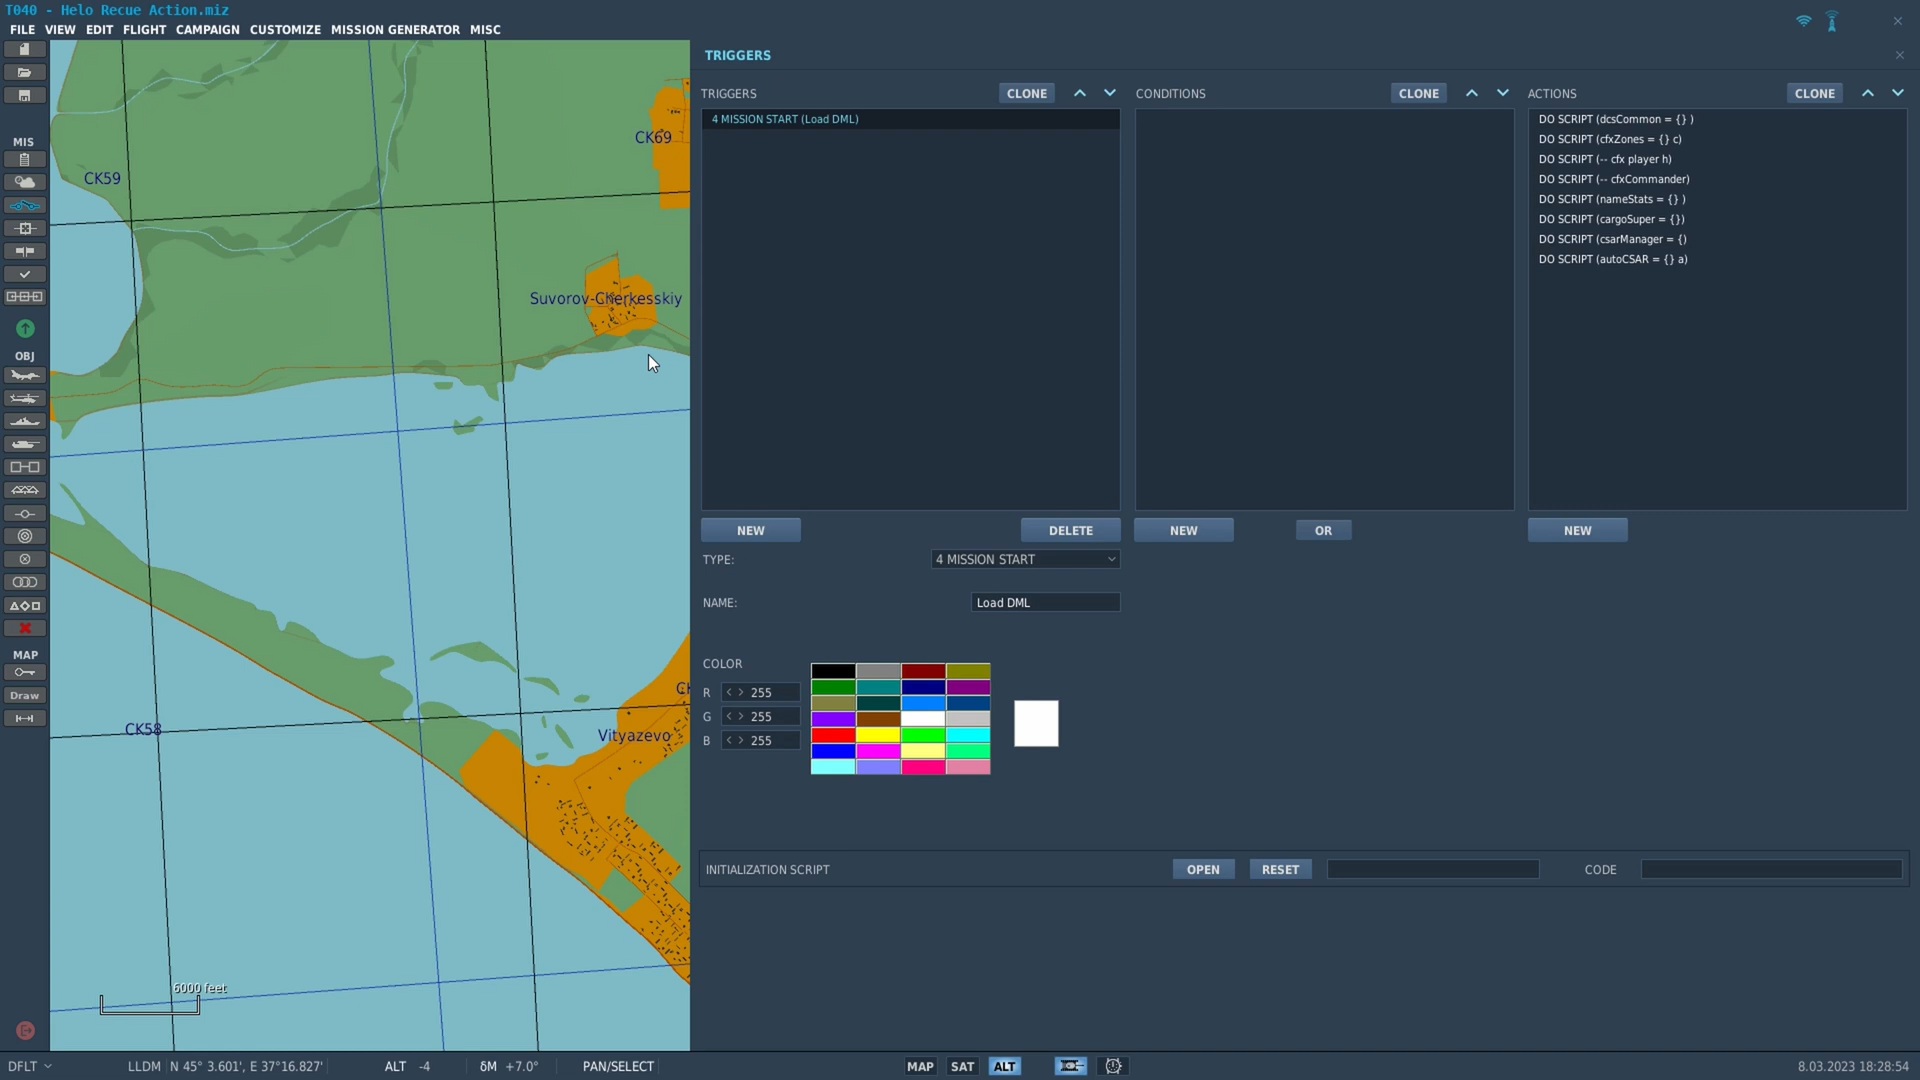 T040 - Helo Recue Action.miz
FILE VIEW EDIT FLIGHT CAMPAIGN CUSTOMIZE MISSION GENERATOR MISC
TRIGGERS
TRIGGERS CLONE
4 MISSION START (Load DML)
NEW DELETE
TYPE: 4 MISSION START
NAME: Load DML
COLOR
R < > 255
G < > 255
B < > 255
CONDITIONS CLONE
NEW OR
ACTIONS CLONE
DO SCRIPT (dcsCommon = {} )
DO SCRIPT (cfxZones = {} c)
DO SCRIPT (-- cfx player h)
DO SCRIPT (-- cfxCommander)
DO SCRIPT (nameStats = {} )
DO SCRIPT (cargoSuper = {})
DO SCRIPT (csarManager = {)
DO SCRIPT (autoCSAR = {} a)
NEW
INITIALIZATION SCRIPT OPEN RESET CODE
MIS
OBJ
MAP
Draw
CK69
CK59
Suvorov-Cherkesskiy
CK58
Vityazevo
6000 feet
DFLT LLDM N 45° 3.601', E 37°16.827' ALT -4 δM +7.0° PAN/SELECT MAP SAT ALT 8.03.2023 18:28:54